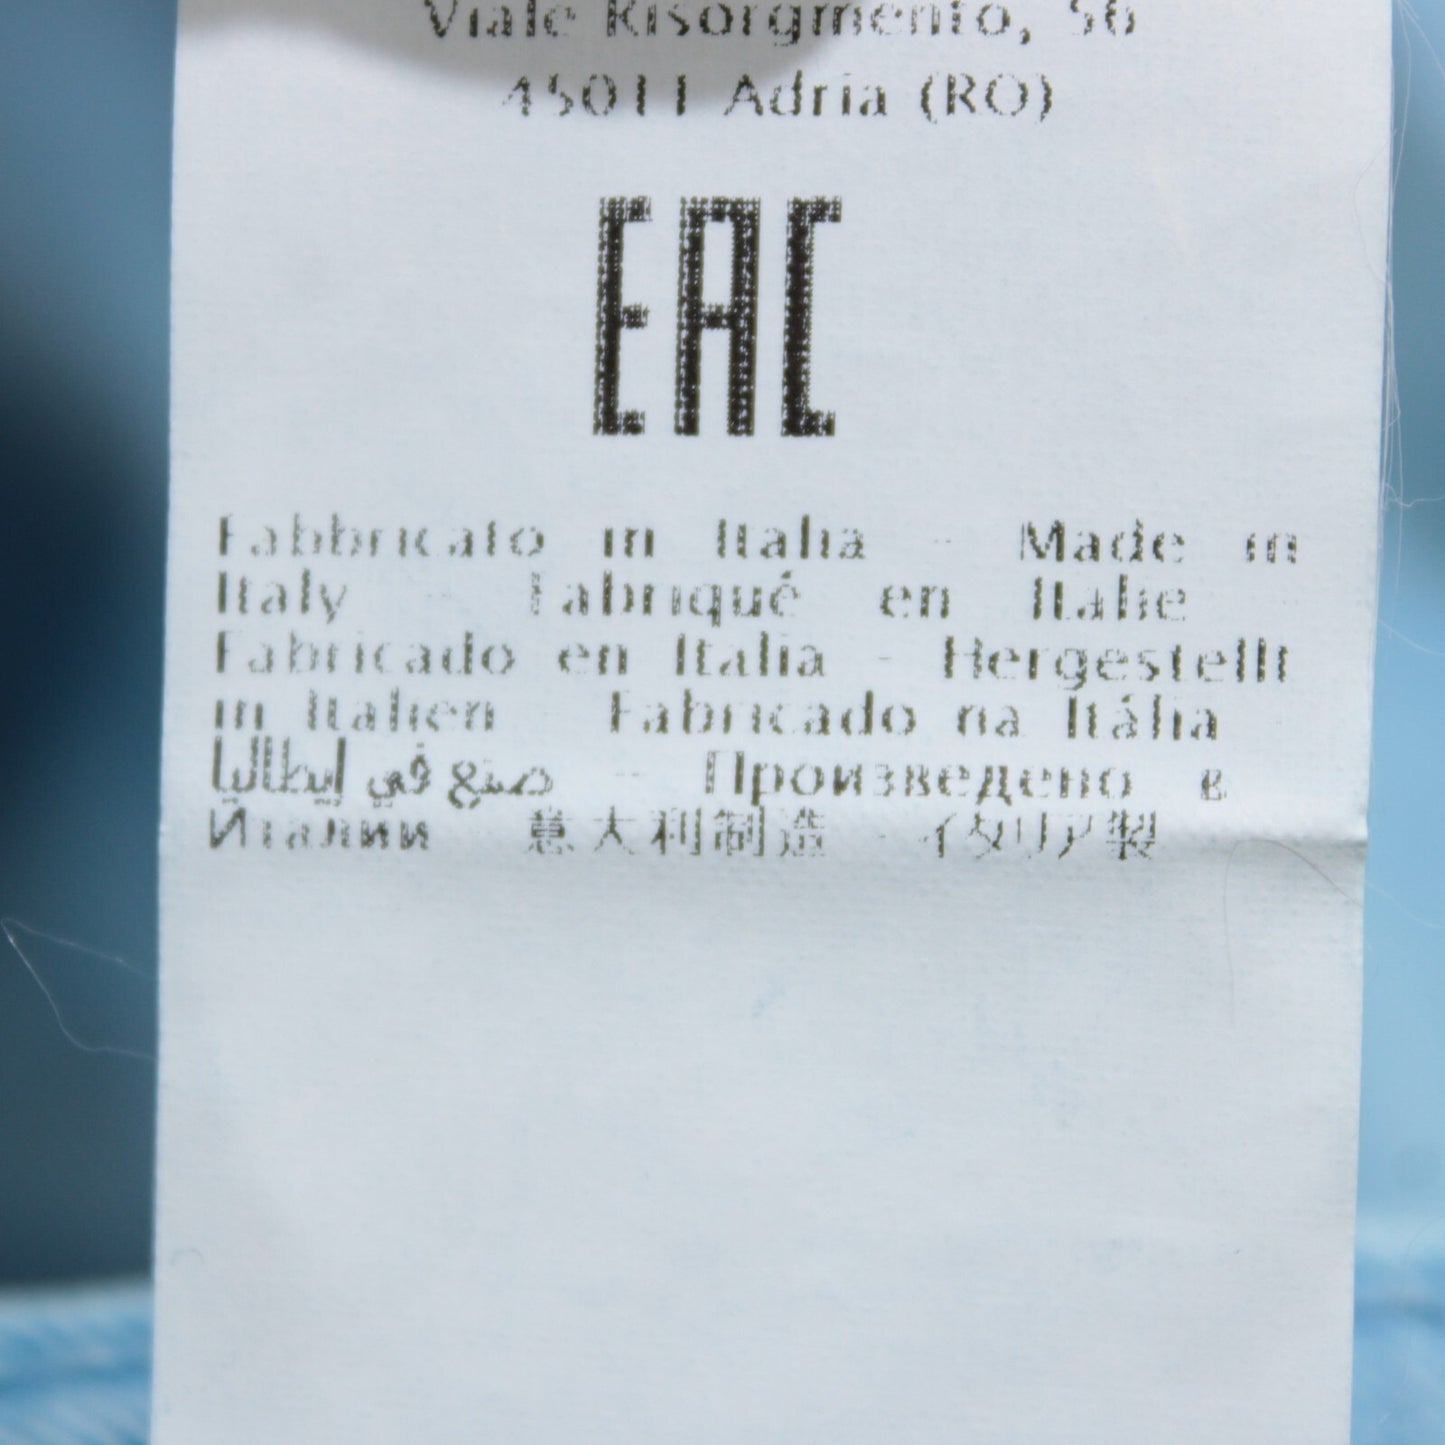 Viale Risorgmento, 56
45011 Adria (RO)
EAC
Fabbricato in Italia - Made in
Italy Fabriqué en Italie
Fabricado en Italia - Hergestellt
in Italien Fabricado na Itália
صنع في إيطاليا - Произведено в
Италии 意大利制造 - イタリア製